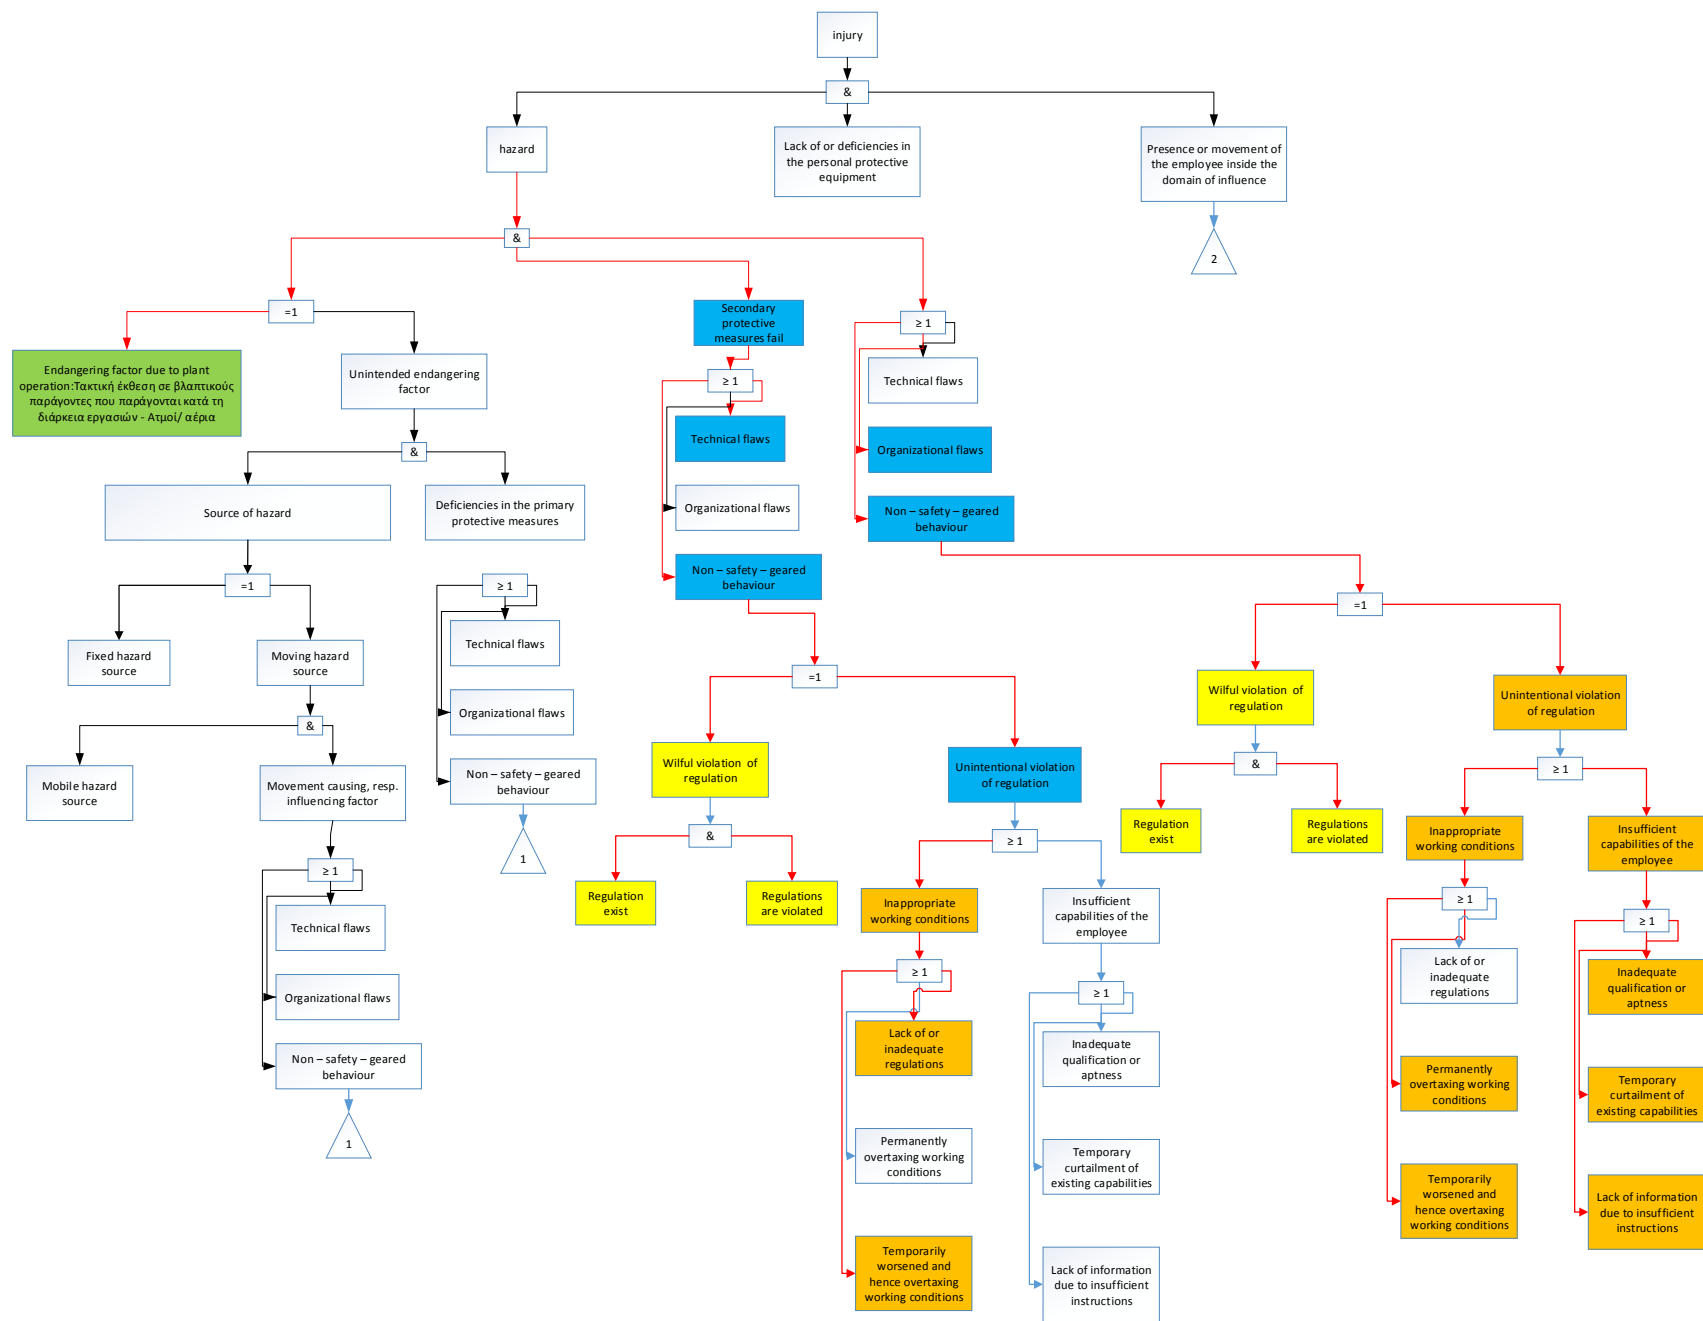 injury
&
hazard
Lack of or deficiencies in
the personal protective
equipment
Presence or movement of
the employee inside the
domain of influence
&
2
=1
Secondary
protective
measures fail
≥ 1
Endangering factor due to plant
operation:Τακτική έκθεση σε βλαπτικούς
παράγοντες που παράγονται κατά τη
διάρκεια εργασιών - Ατμοί/ αέρια
Unintended endangering
factor
≥ 1
Technical flaws
&
Technical flaws
Organizational flaws
Source of hazard
Deficiencies in the primary
protective measures
Organizational flaws
Non – safety – geared
behaviour
=1
≥ 1
Non – safety – geared
behaviour
=1
Fixed hazard
source
Moving hazard
source
Technical flaws
=1
Wilful violation of
regulation
Unintentional violation
of regulation
&
Organizational flaws
Mobile hazard
source
Movement causing, resp.
influencing factor
Non – safety – geared
behaviour
Wilful violation of
regulation
Unintentional violation
of regulation
&
≥ 1
1
&
≥ 1
Regulation
exist
Regulations
are violated
Inappropriate
working conditions
Insufficient
capabilities of the
employee
≥ 1
Regulation
exist
Regulations
are violated
Inappropriate
working conditions
Insufficient
capabilities of the
employee
≥ 1
≥ 1
Technical flaws
≥ 1
≥ 1
Lack of or
inadequate
regulations
Inadequate
qualification or
aptness
Organizational flaws
Lack of or
inadequate
regulations
Inadequate
qualification or
aptness
Non – safety – geared
behaviour
Permanently
overtaxing working
conditions
Temporary
curtailment of
existing capabilities
1
Permanently
overtaxing working
conditions
Temporary
curtailment of
existing capabilities
Temporarily
worsened and
hence overtaxing
working conditions
Lack of information
due to insufficient
instructions
Temporarily
worsened and
hence overtaxing
working conditions
Lack of information
due to insufficient
instructions